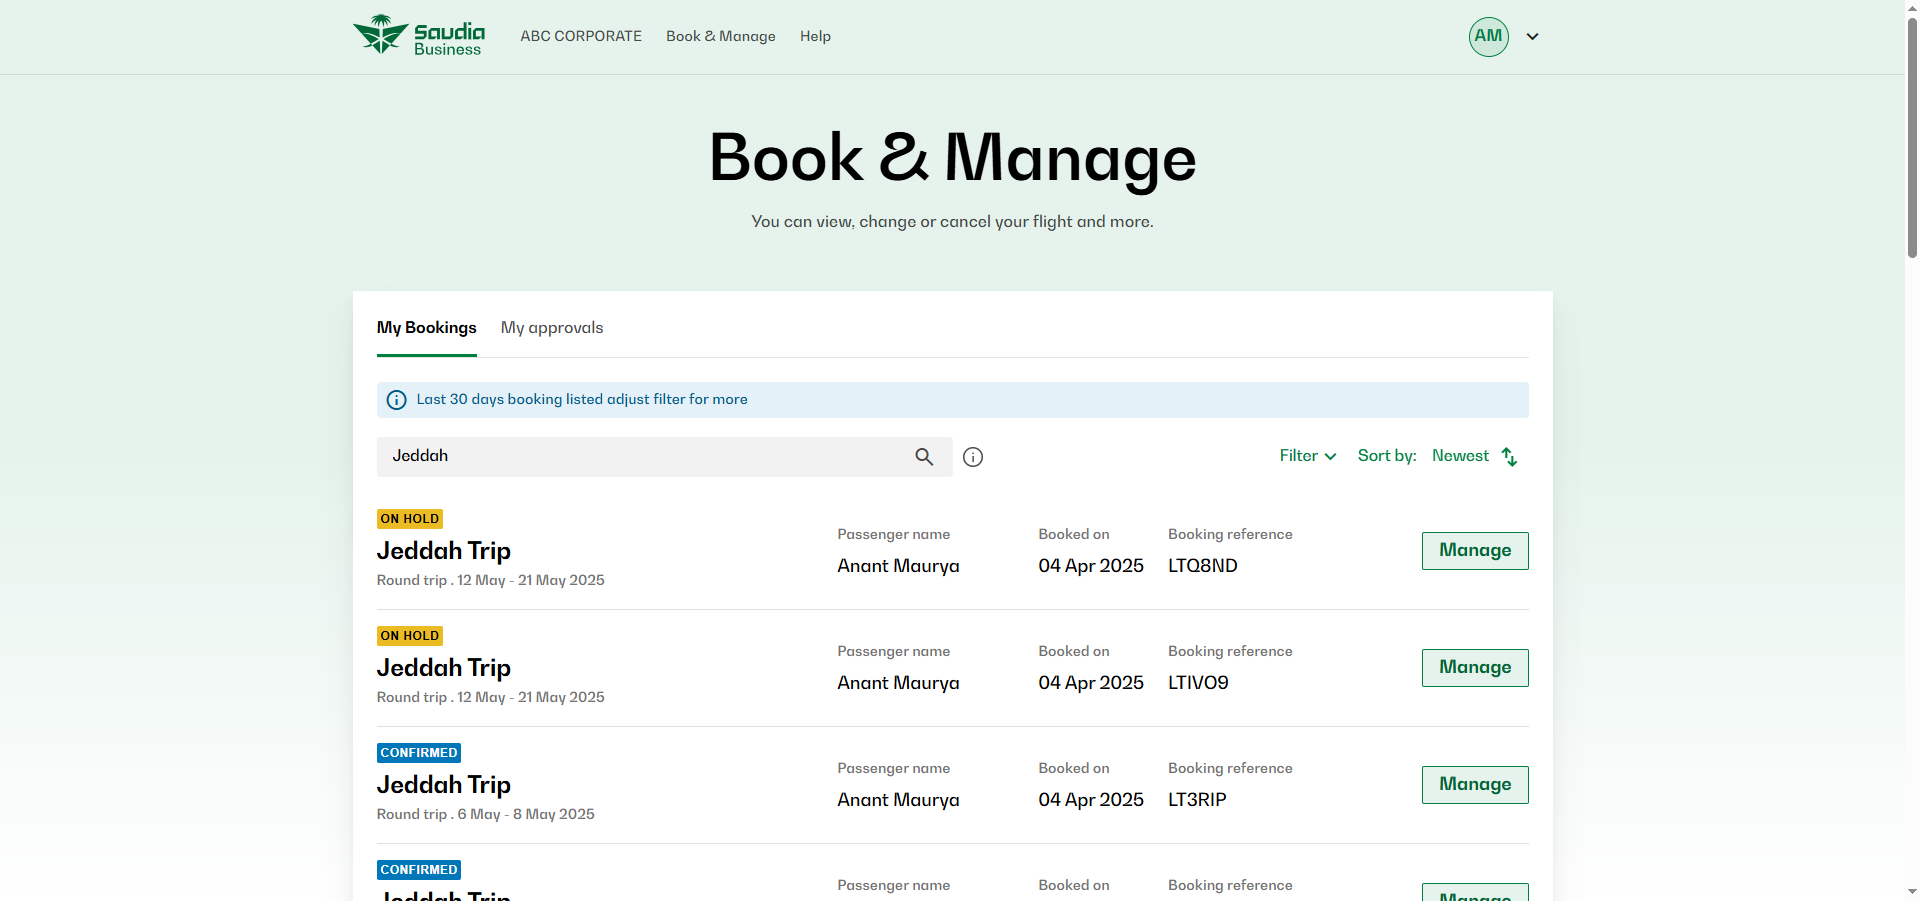 Saudia
Business
ABC CORPORATE
Book & Manage
Help
AM
Book & Manage
You can view, change or cancel your flight and more.
My Bookings
My approvals
Last 30 days booking listed adjust filter for more
Jeddah
Filter
Sort by:
Newest
ON HOLD
Jeddah Trip
Round trip . 12 May - 21 May 2025
Passenger name
Anant Maurya
Booked on
04 Apr 2025
Booking reference
LTQ8ND
Manage
ON HOLD
Jeddah Trip
Round trip . 12 May - 21 May 2025
Passenger name
Anant Maurya
Booked on
04 Apr 2025
Booking reference
LTIVO9
Manage
CONFIRMED
Jeddah Trip
Round trip . 6 May - 8 May 2025
Passenger name
Anant Maurya
Booked on
04 Apr 2025
Booking reference
LT3RIP
Manage
CONFIRMED
Jeddah Trip
Passenger name
Booked on
Booking reference
Manage